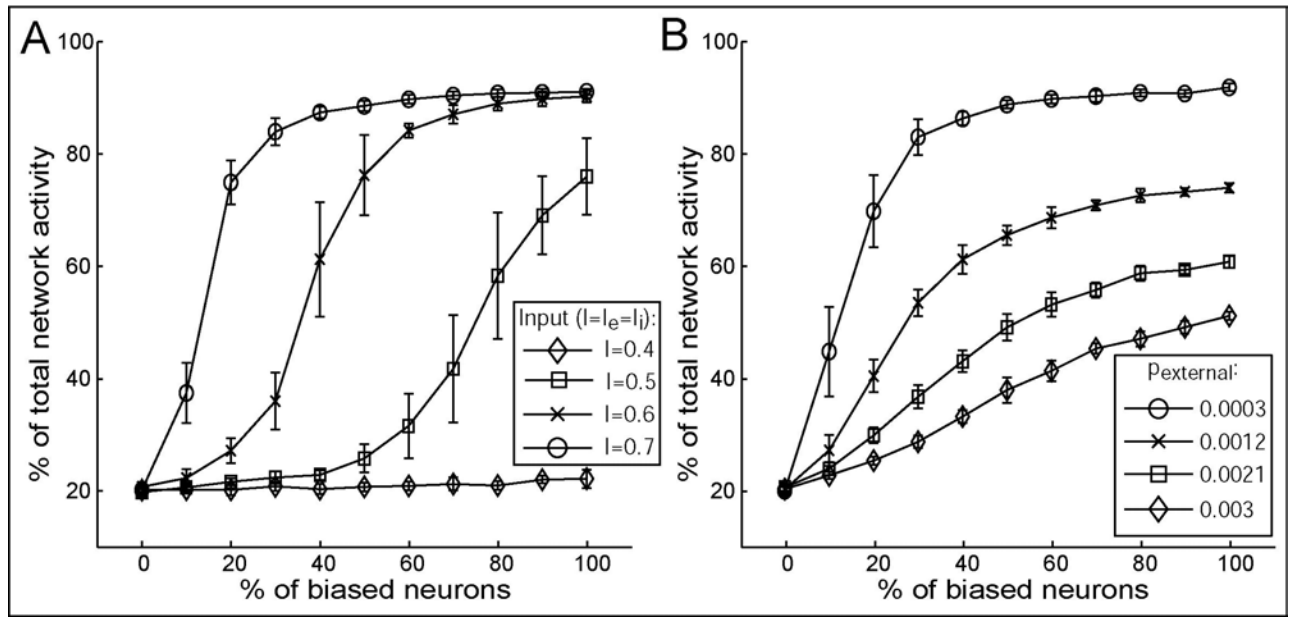 A
B
100
80
60
40
20
% of total network activity
0 20 40 60 80 100
% of biased neurons
Input (I=Ie=Ii):
I=0.4
I=0.5
I=0.6
I=0.7
100
80
60
40
20
% of total network activity
0 20 40 60 80 100
% of biased neurons
pexternal:
0.0003
0.0012
0.0021
0.003